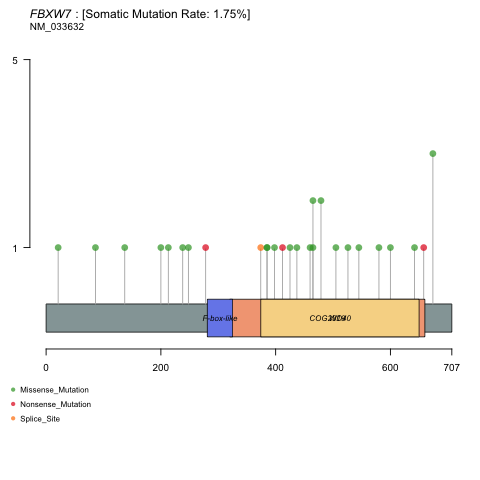 FBXW7 : [Somatic Mutation Rate: 1.75%]
NM_033632
5
1
F-box-like
0 200 400 600 707
Missense_Mutation
Nonsense_Mutation
Splice_Site